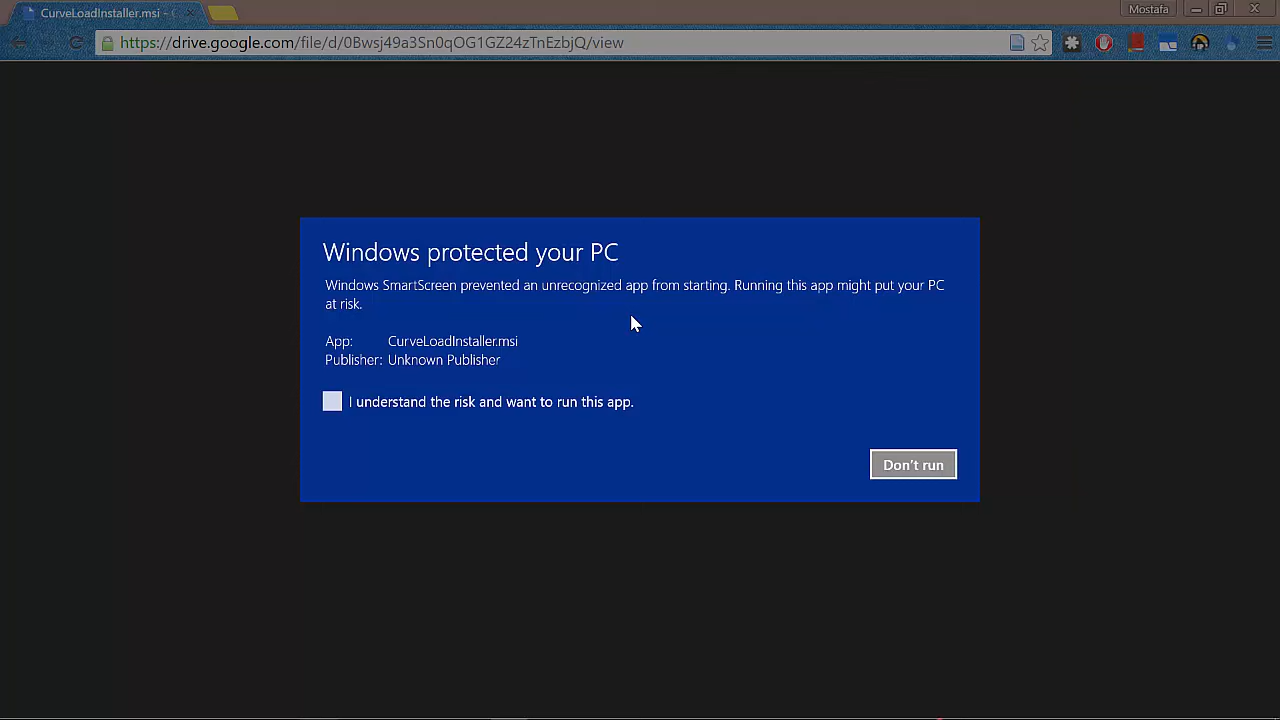 CurveLoadInstaller.msi - 
Mostafa
https://drive.google.com/file/d/0Bwsj49a3Sn0qOG1GZ24zTnEzbjQ/view
Windows protected your PC
Windows SmartScreen prevented an unrecognized app from starting. Running this app might put your PC
at risk.
App: CurveLoadInstaller.msi
Publisher: Unknown Publisher
I understand the risk and want to run this app.
Don't run